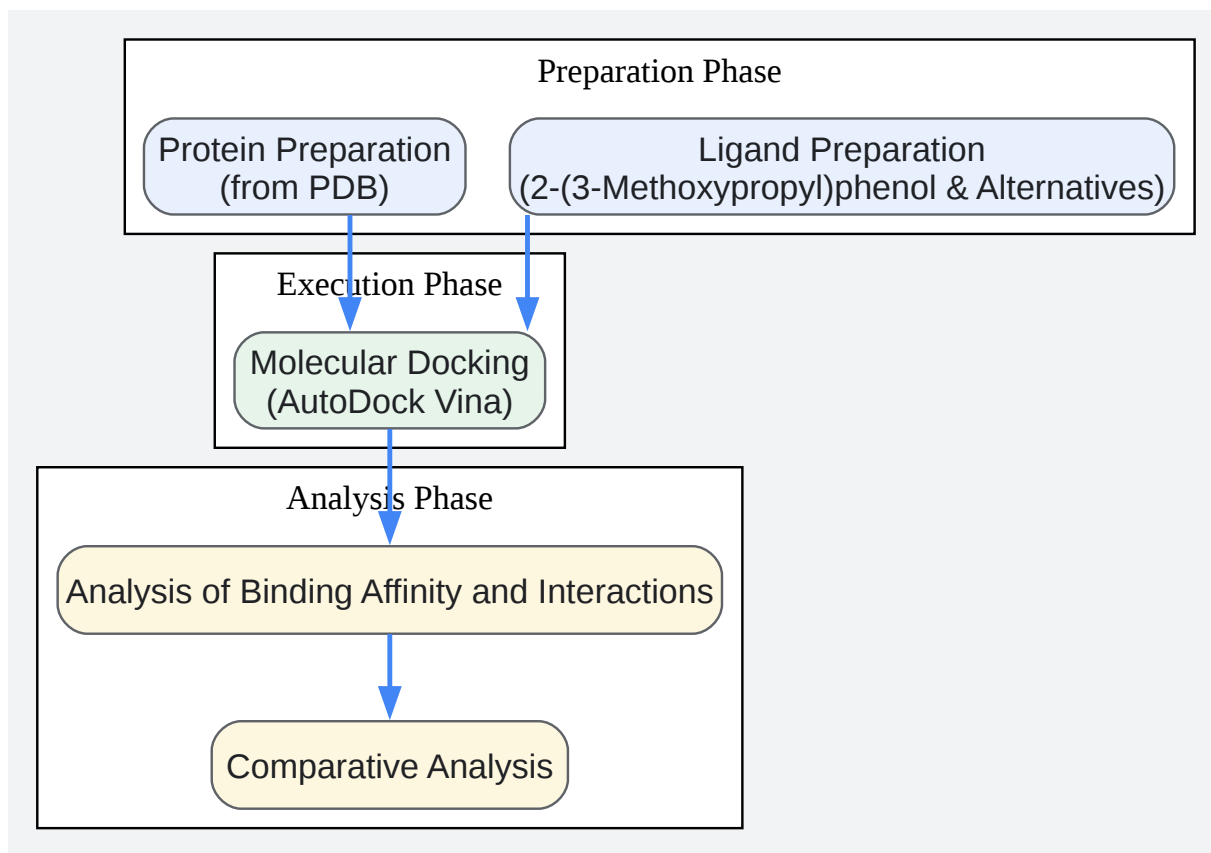 Preparation Phase
Protein Preparation
(from PDB)
Ligand Preparation
(2-(3-Methoxypropyl)phenol & Alternatives)
Execution Phase
Molecular Docking
(AutoDock Vina)
Analysis Phase
Analysis of Binding Affinity and Interactions
Comparative Analysis